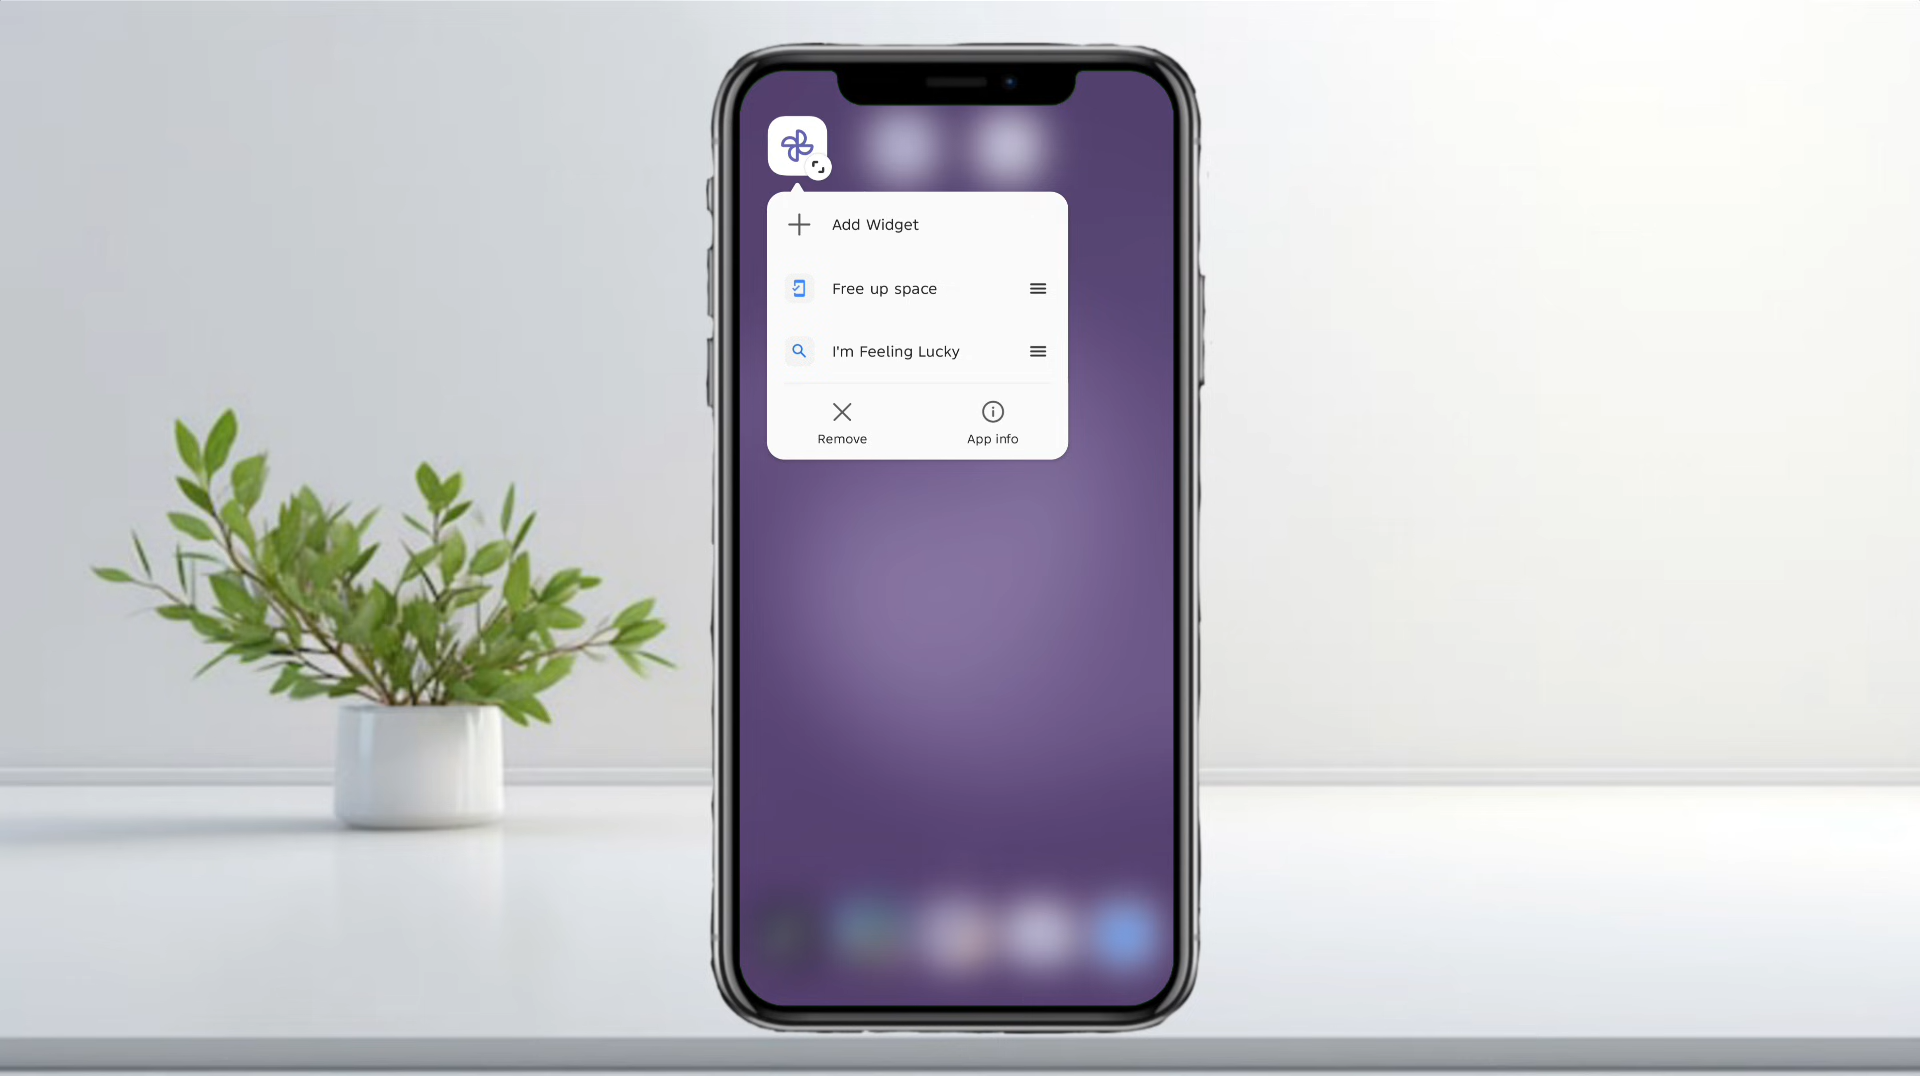 Add Widget
Free up space
I'm Feeling Lucky
Remove
App info